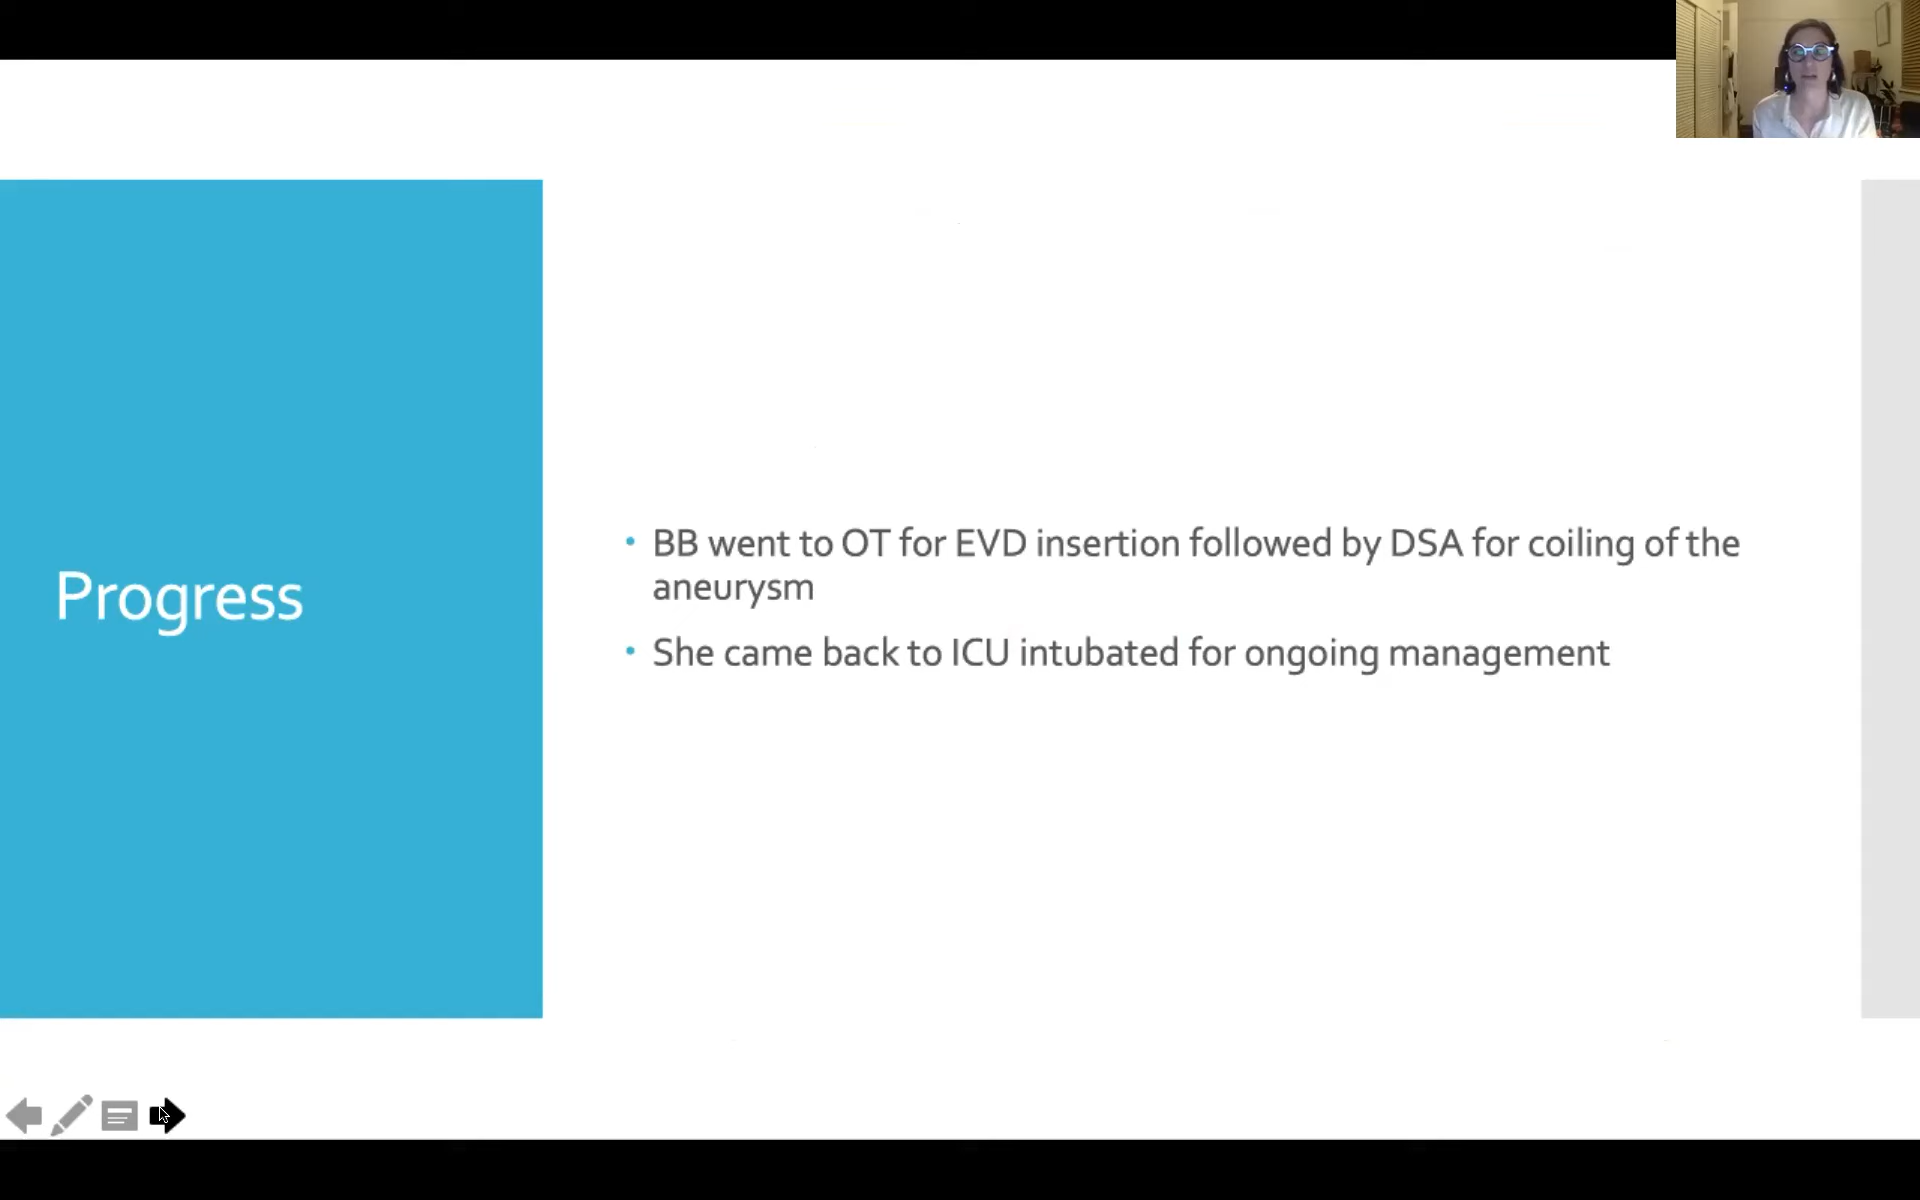 Progress
• BB went to OT for EVD insertion followed by DSA for coiling of the
aneurysm
• She came back to ICU intubated for ongoing management